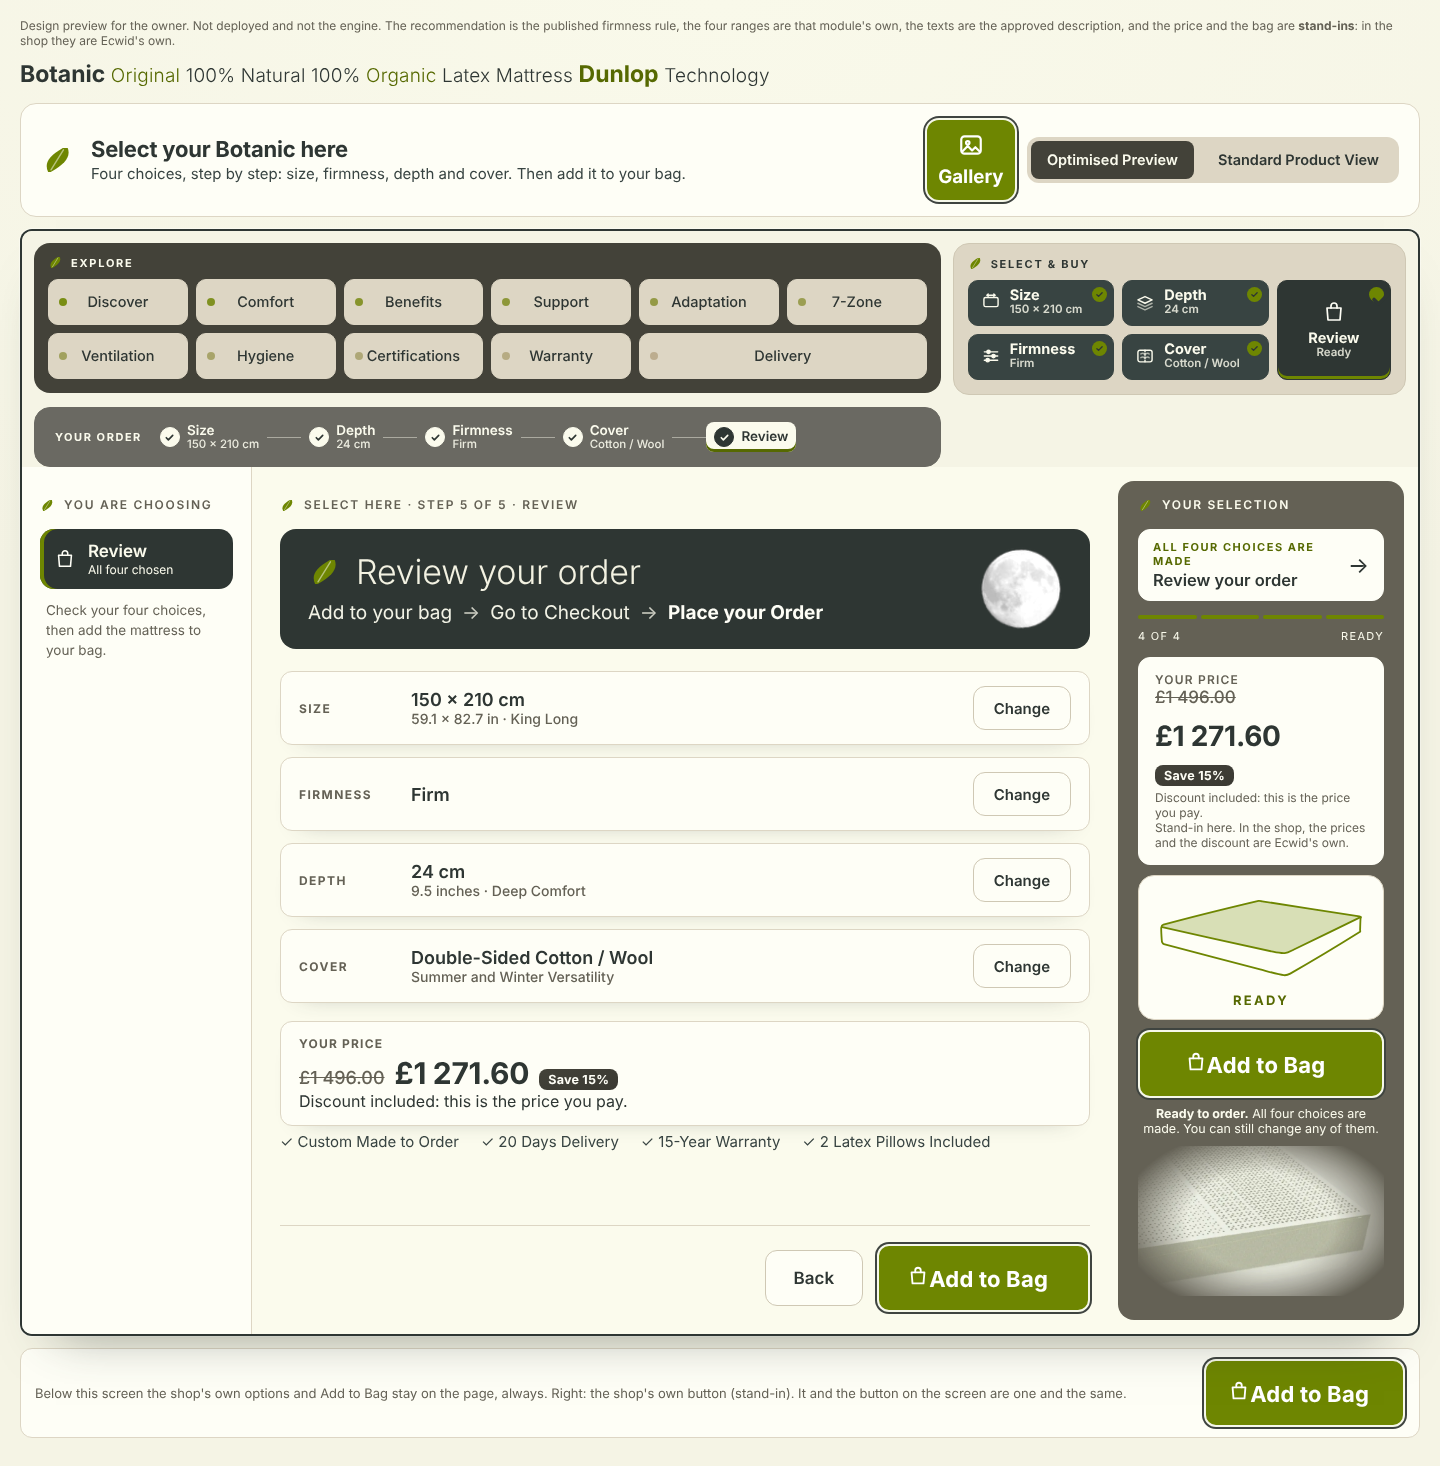 Design preview for the owner. Not deployed and not the engine. The recommendation is the published firmness rule, the four ranges are that module's own, the texts are the approved description, and the price and the bag are stand-ins: in the
shop they are Ecwid's own.
Botanic Original 100% Natural 100% Organic Latex Mattress Dunlop Technology
Select your Botanic here
Four choices, step by step: size, firmness, depth and cover. Then add it to your bag.
Gallery
Optimised Preview
Standard Product View
EXPLORE
Discover
Comfort
Benefits
Support
Adaptation
7-Zone
Ventilation
Hygiene
Certifications
Warranty
Delivery
SELECT & BUY
Size
150 × 210 cm
Depth
24 cm
Firmness
Firm
Cover
Cotton / Wool
Review
Ready
YOUR ORDER
Size
150 × 210 cm
Depth
24 cm
Firmness
Firm
Cover
Cotton / Wool
Review
YOU ARE CHOOSING
Review
All four chosen
Check your four choices,
then add the mattress to
your bag.
SELECT HERE · STEP 5 OF 5 · REVIEW
Review your order
Add to your bag → Go to Checkout → Place your Order
SIZE
150 × 210 cm
59.1 × 82.7 in · King Long
Change
FIRMNESS
Firm
Change
DEPTH
24 cm
9.5 inches · Deep Comfort
Change
COVER
Double-Sided Cotton / Wool
Summer and Winter Versatility
Change
YOUR PRICE
£1 496.00 £1 271.60 Save 15%
Discount included: this is the price you pay.
✓ Custom Made to Order ✓ 20 Days Delivery ✓ 15-Year Warranty ✓ 2 Latex Pillows Included
Back
Add to Bag
YOUR SELECTION
ALL FOUR CHOICES ARE
MADE
Review your order →
4 OF 4
READY
YOUR PRICE
£1 496.00
£1 271.60
Save 15%
Discount included: this is the price
you pay.
Stand-in here. In the shop, the prices
and the discount are Ecwid's own.
READY
Add to Bag
Ready to order. All four choices are
made. You can still change any of them.
Below this screen the shop's own options and Add to Bag stay on the page, always. Right: the shop's own button (stand-in). It and the button on the screen are one and the same.
Add to Bag